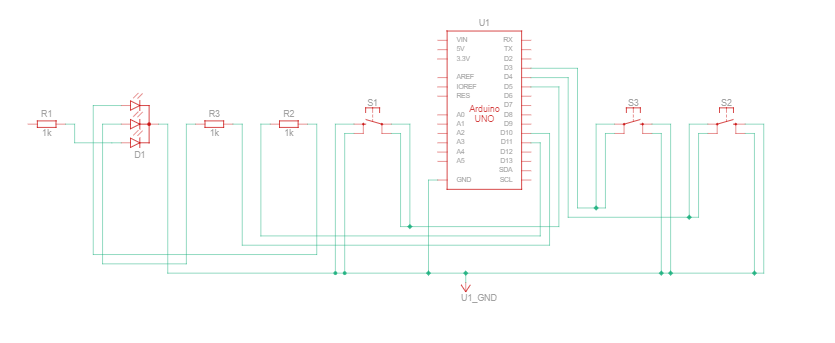 U1
VIN RX
5V TX
3.3V D2
D3
AREF D4
IOREF D5
RES D6
D7
Arduino
UNO
A0 D8
A1 D9
A2 D10
A3 D11
A4 D12
A5 D13
SDA
GND SCL
R1
1k
D1
R3
1k
R2
1k
S1
S3
S2
U1_GND